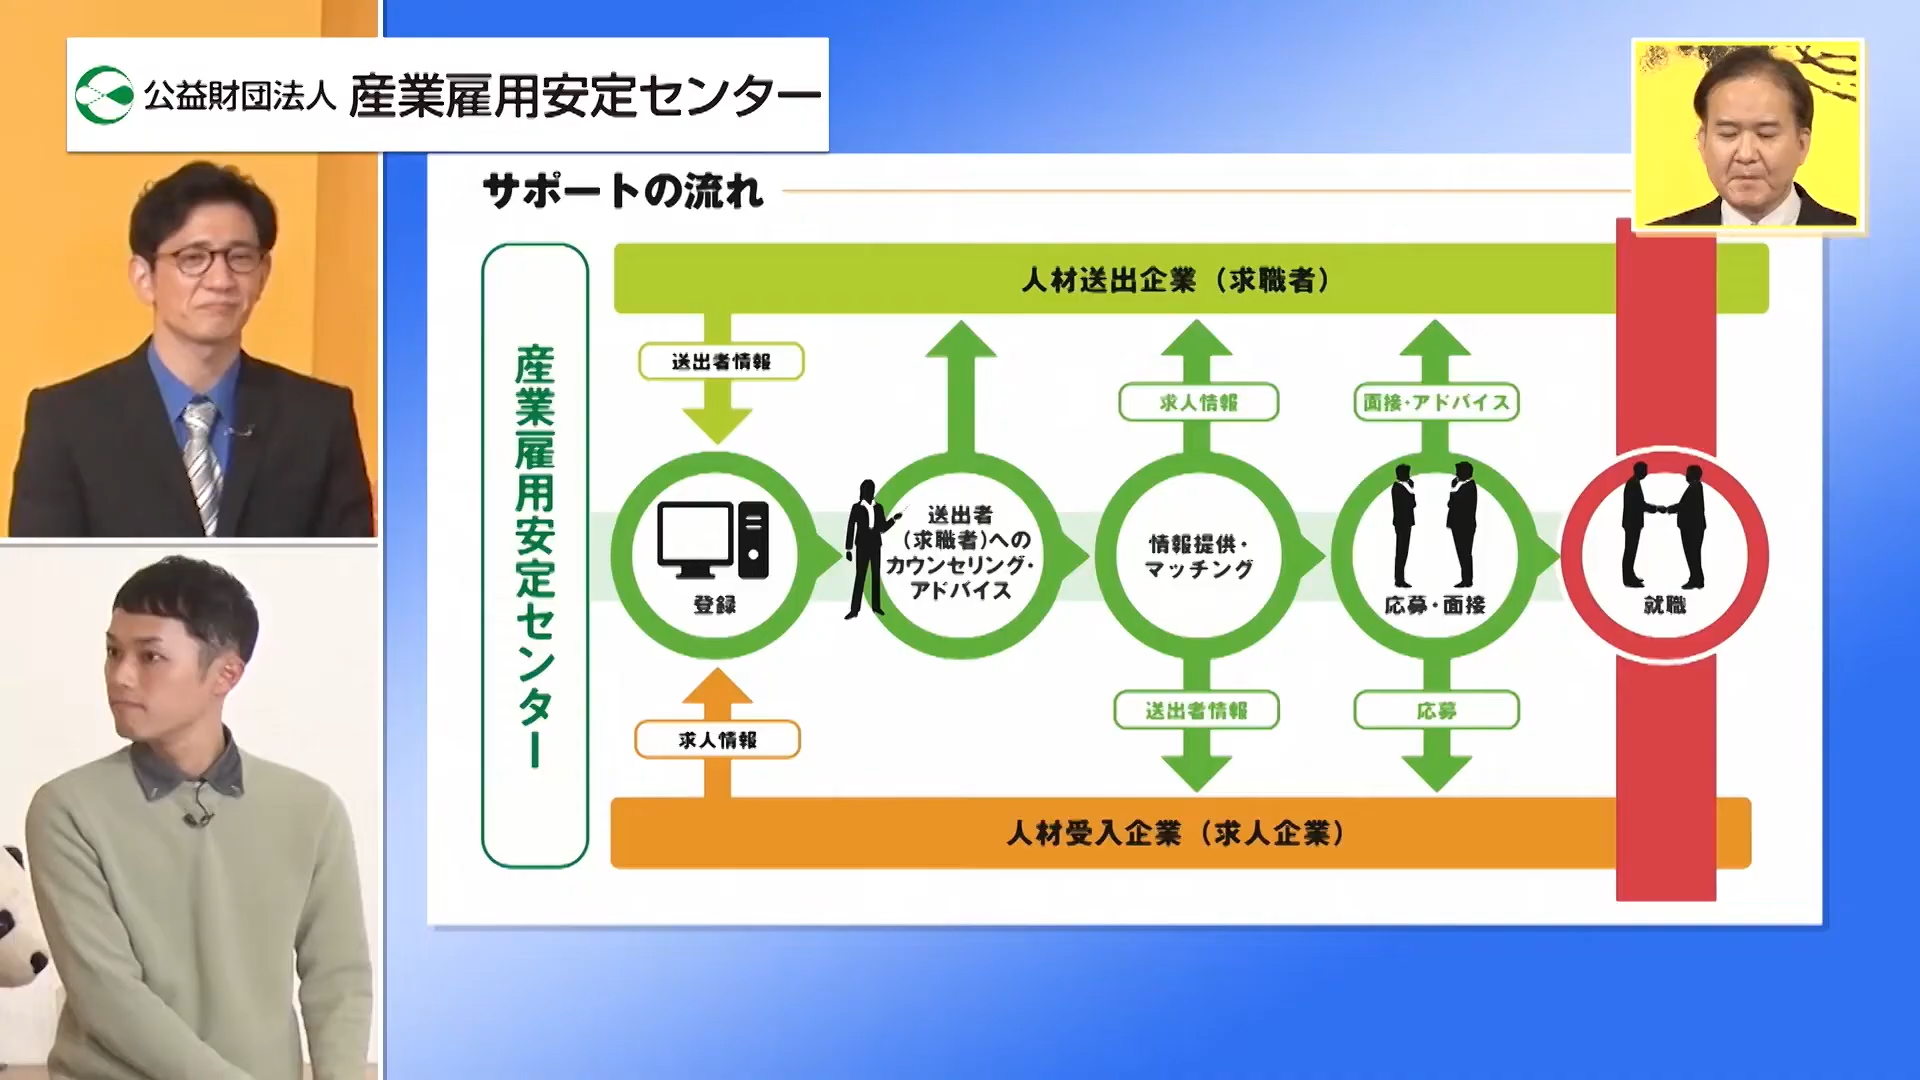 公益財団法人 産業雇用安定センター
サポートの流れ
産業雇用安定センター
人材送出企業（求職者）
送出者情報
求人情報
面接・アドバイス
登録
送出者
（求職者）への
カウンセリング・
アドバイス
情報提供・
マッチング
応募・面接
就職
求人情報
送出者情報
応募
人材受入企業（求人企業）